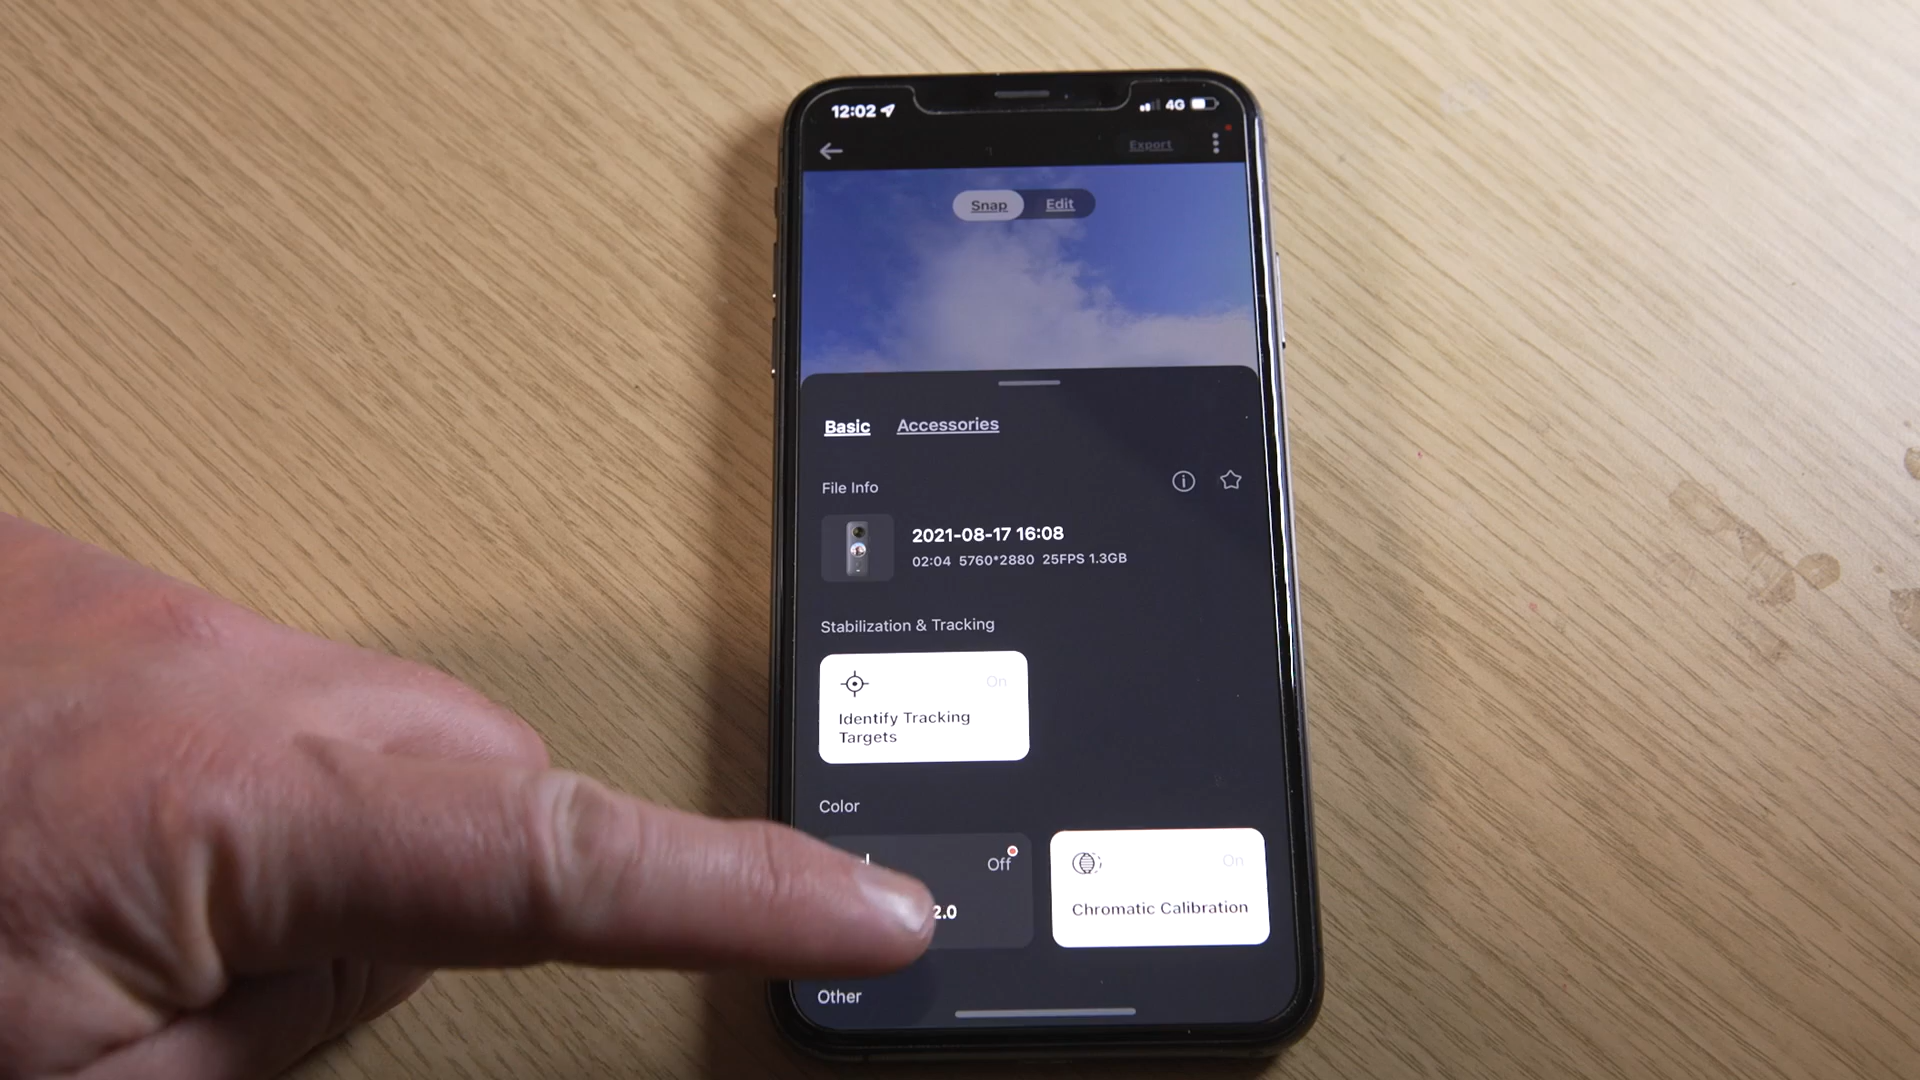 12:02
4G
Export
Snap Edit
Basic Accessories
File Info
2021-08-17 16:08
02:04 5760*2880 25FPS 1.3GB
Stabilization & Tracking
On
Identify Tracking
Targets
Color
Off
2.0
On
Chromatic Calibration
Other